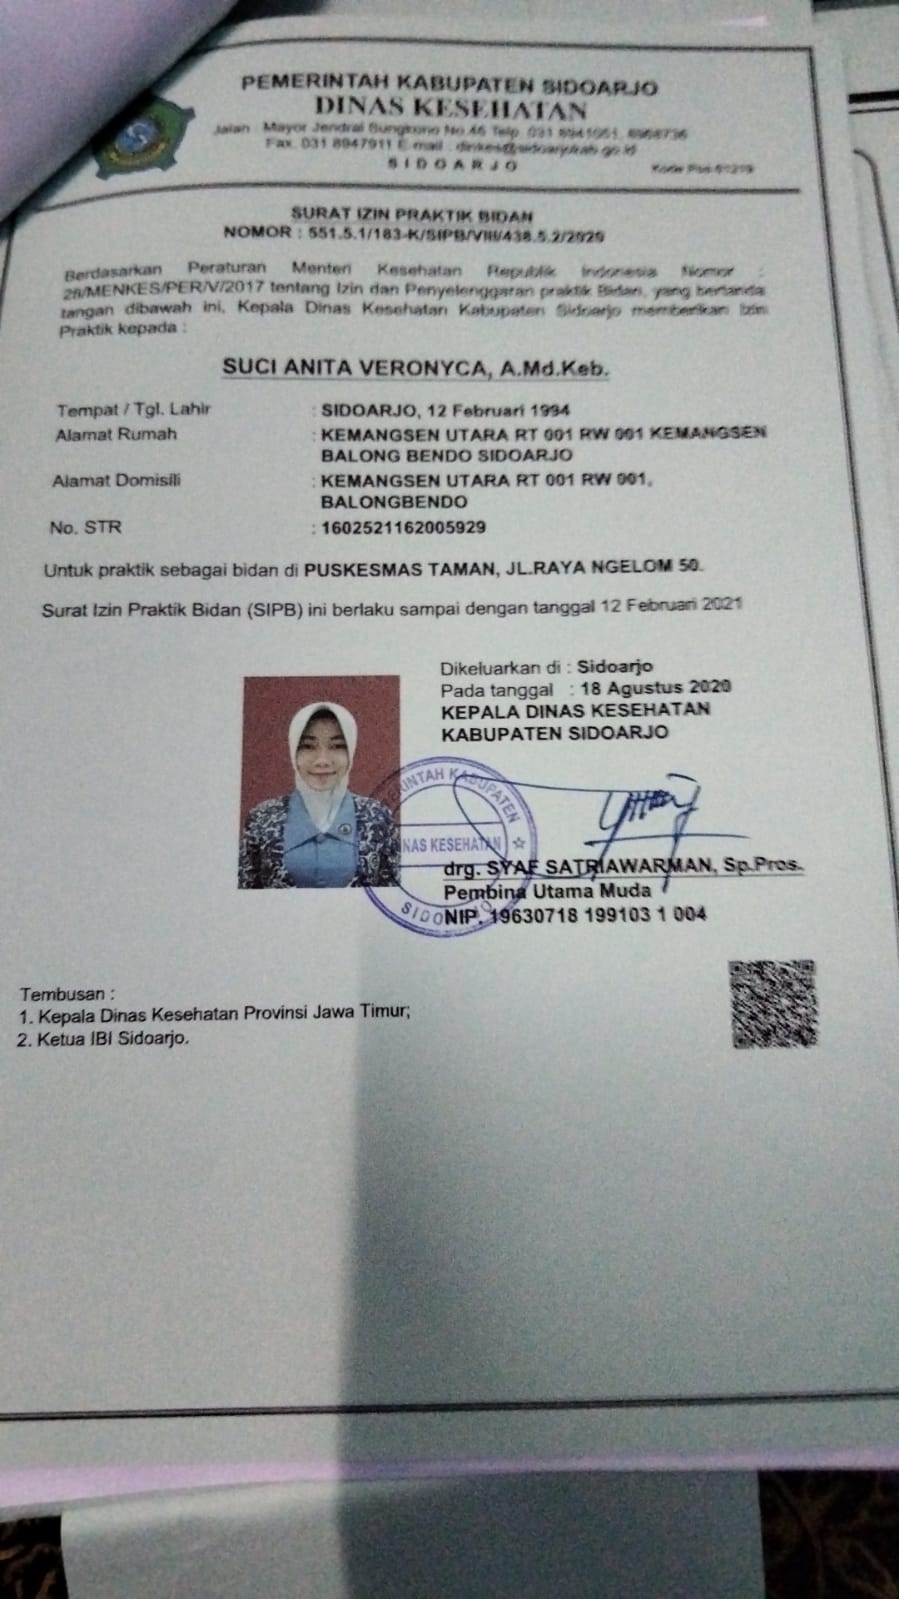 PEMERINTAH KABUPATEN SIDOARJO
DINAS KESEHATAN
Jalan : Mayor Jendral Sungkono No.46 Telp. 031 8941051,
Fax. 031 8947911 E.mail : dinkes@sidoarjokab.go.id
SIDOARJO
Kode Pos 61219
SURAT IZIN PRAKTIK BIDAN
NOMOR : 551.5.1/183-K/SIPB/VIII/438.5.2/2020
Berdasarkan Peraturan Menteri Kesehatan Republik Indonesia Nomor :
28/MENKES/PER/V/2017 tentang Izin dan Penyelenggaran praktik Bidan, yang bertanda
tangan dibawah ini, Kepala Dinas Kesehatan Kabupaten Sidoarjo memberikan Izin
Praktik kepada :
SUCI ANITA VERONYCA, A.Md.Keb.
Tempat / Tgl. Lahir : SIDOARJO, 12 Februari 1994
Alamat Rumah : KEMANGSEN UTARA RT 001 RW 001 KEMANGSEN
BALONG BENDO SIDOARJO
Alamat Domisili : KEMANGSEN UTARA RT 001 RW 001,
BALONGBENDO
No. STR : 1602521162005929
Untuk praktik sebagai bidan di PUSKESMAS TAMAN, JL.RAYA NGELOM 50.
Surat Izin Praktik Bidan (SIPB) ini berlaku sampai dengan tanggal 12 Februari 2021
Dikeluarkan di : Sidoarjo
Pada tanggal : 18 Agustus 2020
KEPALA DINAS KESEHATAN
KABUPATEN SIDOARJO
KABUPATEN
NAS KESEHATAN
SIDO
drg. SYAF SATRIAWARMAN, Sp.Pros.
Pembina Utama Muda
NIP. 19630718 199103 1 004
Tembusan :
1. Kepala Dinas Kesehatan Provinsi Jawa Timur;
2. Ketua IBI Sidoarjo.